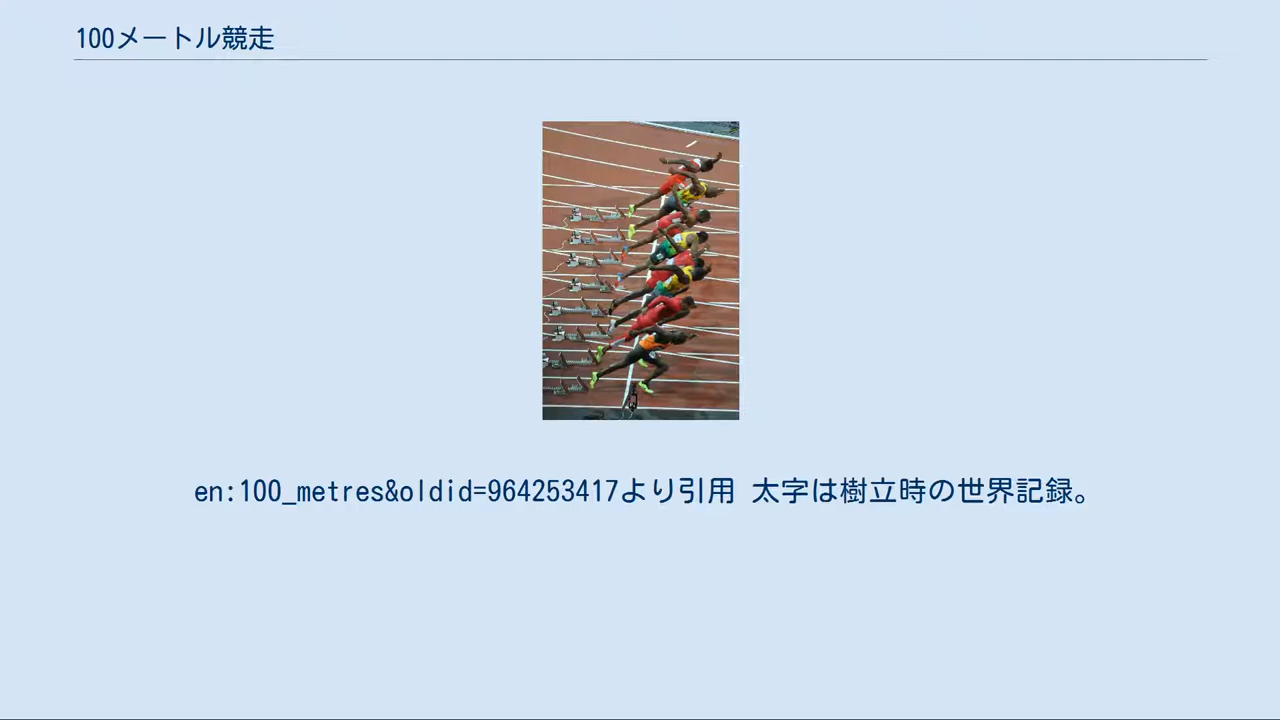 100メートル競走
en:100_metres&oldid=964253417より引用 太字は樹立時の世界記録。